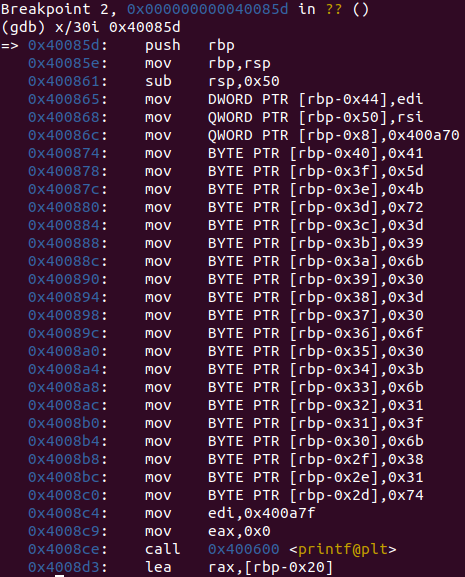 Breakpoint 2, 0x000000000040085d in ?? ()
(gdb) x/30i 0x40085d
=> 0x40085d: push rbp
0x40085e: mov rbp,rsp
0x400861: sub rsp,0x50
0x400865: mov DWORD PTR [rbp-0x44],edi
0x400868: mov QWORD PTR [rbp-0x50],rsi
0x40086c: mov QWORD PTR [rbp-0x8],0x400a70
0x400874: mov BYTE PTR [rbp-0x40],0x41
0x400878: mov BYTE PTR [rbp-0x3f],0x5d
0x40087c: mov BYTE PTR [rbp-0x3e],0x4b
0x400880: mov BYTE PTR [rbp-0x3d],0x72
0x400884: mov BYTE PTR [rbp-0x3c],0x3d
0x400888: mov BYTE PTR [rbp-0x3b],0x39
0x40088c: mov BYTE PTR [rbp-0x3a],0x6b
0x400890: mov BYTE PTR [rbp-0x39],0x30
0x400894: mov BYTE PTR [rbp-0x38],0x3d
0x400898: mov BYTE PTR [rbp-0x37],0x30
0x40089c: mov BYTE PTR [rbp-0x36],0x6f
0x4008a0: mov BYTE PTR [rbp-0x35],0x30
0x4008a4: mov BYTE PTR [rbp-0x34],0x3b
0x4008a8: mov BYTE PTR [rbp-0x33],0x6b
0x4008ac: mov BYTE PTR [rbp-0x32],0x31
0x4008b0: mov BYTE PTR [rbp-0x31],0x3f
0x4008b4: mov BYTE PTR [rbp-0x30],0x6b
0x4008b8: mov BYTE PTR [rbp-0x2f],0x38
0x4008bc: mov BYTE PTR [rbp-0x2e],0x31
0x4008c0: mov BYTE PTR [rbp-0x2d],0x74
0x4008c4: mov edi,0x400a7f
0x4008c9: mov eax,0x0
0x4008ce: call 0x400600 <printf@plt>
0x4008d3: lea rax,[rbp-0x20]